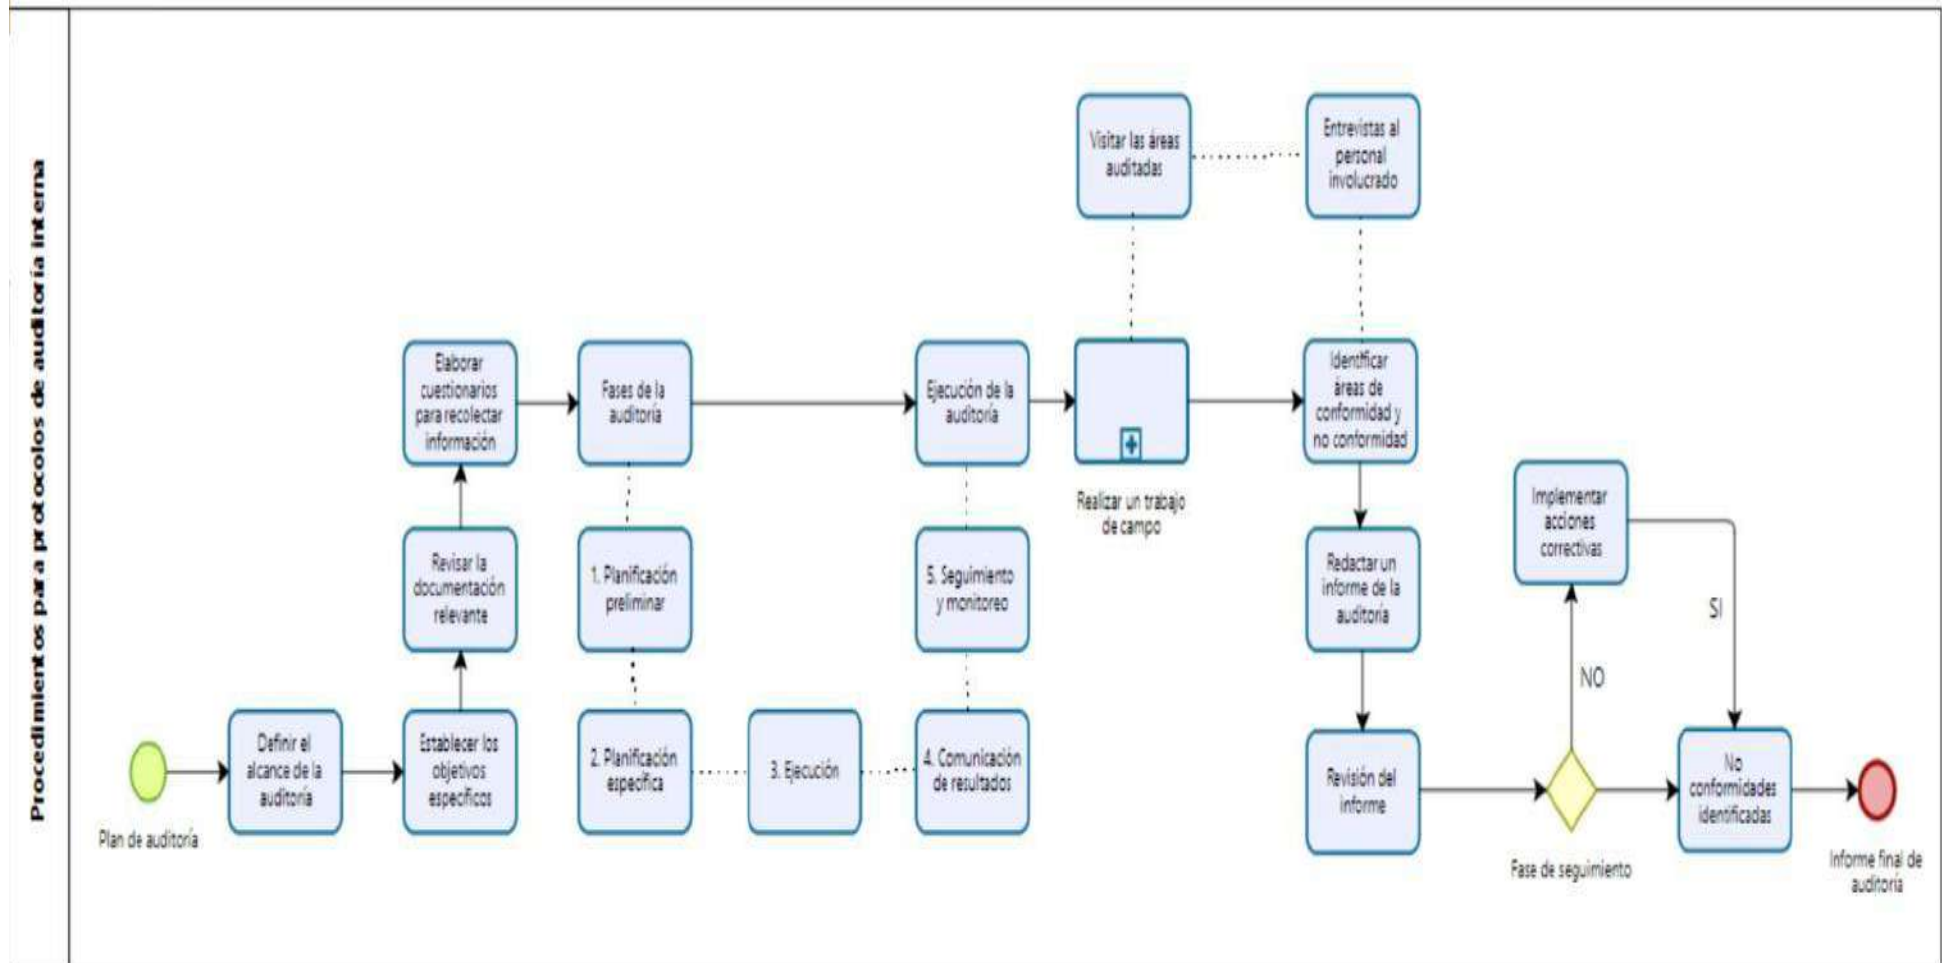 Procedimientos para protocolos de auditoría interna
Plan de auditoría
Definir el
alcance de la
auditoría
Establecer los
objetivos
específicos
Revisar la
documentación
relevante
Elaborar
cuestionarios
para recolectar
información
Fases de la
auditoría
1. Planificación
preliminar
2. Planificación
específica
3. Ejecución
4. Comunicación
de resultados
5. Seguimiento
y monitoreo
Ejecución de la
auditoría
Realizar un trabajo
de campo
Visitar las áreas
auditadas
Entrevistas al
personal
involucrado
Identificar
áreas de
conformidad y
no conformidad
Redactar un
informe de la
auditoría
Revisión del
informe
Fase de seguimiento
NO
Implementar
acciones
correctivas
SI
No
conformidades
identificadas
Informe final de
auditoría